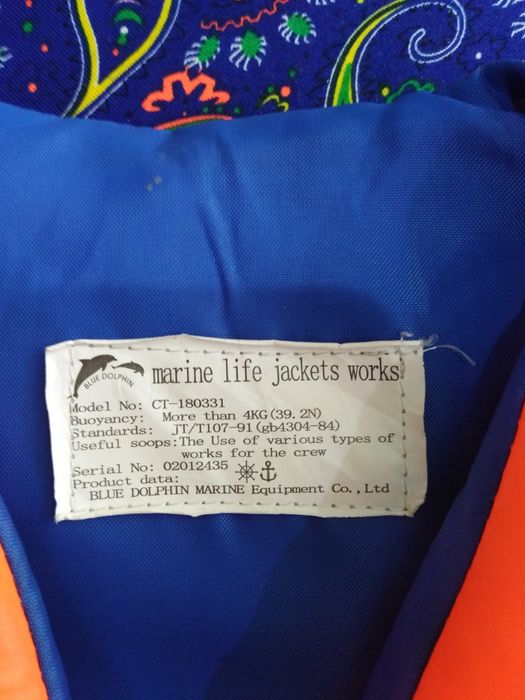 BLUE DOLPHIN
marine life jackets works
Model No: CT-180331
Buoyancy: More than 4KG(39.2N)
Standards: JT/T107-91(gb4304-84)
Useful soops:The Use of various types of
works for the crew
Serial No: 02012435
Product data:
BLUE DOLPHIN MARINE Equipment Co.,Ltd